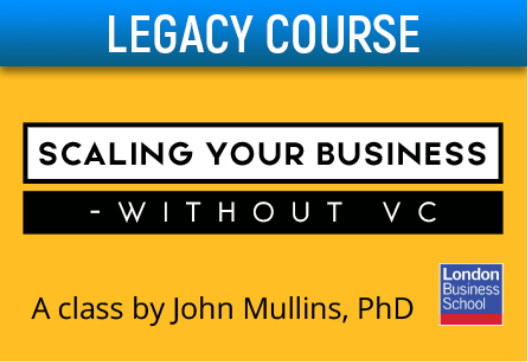 LEGACY COURSE
SCALING YOUR BUSINESS
-WITHOUT VC
A class by John Mullins, PhD
London
Business
School